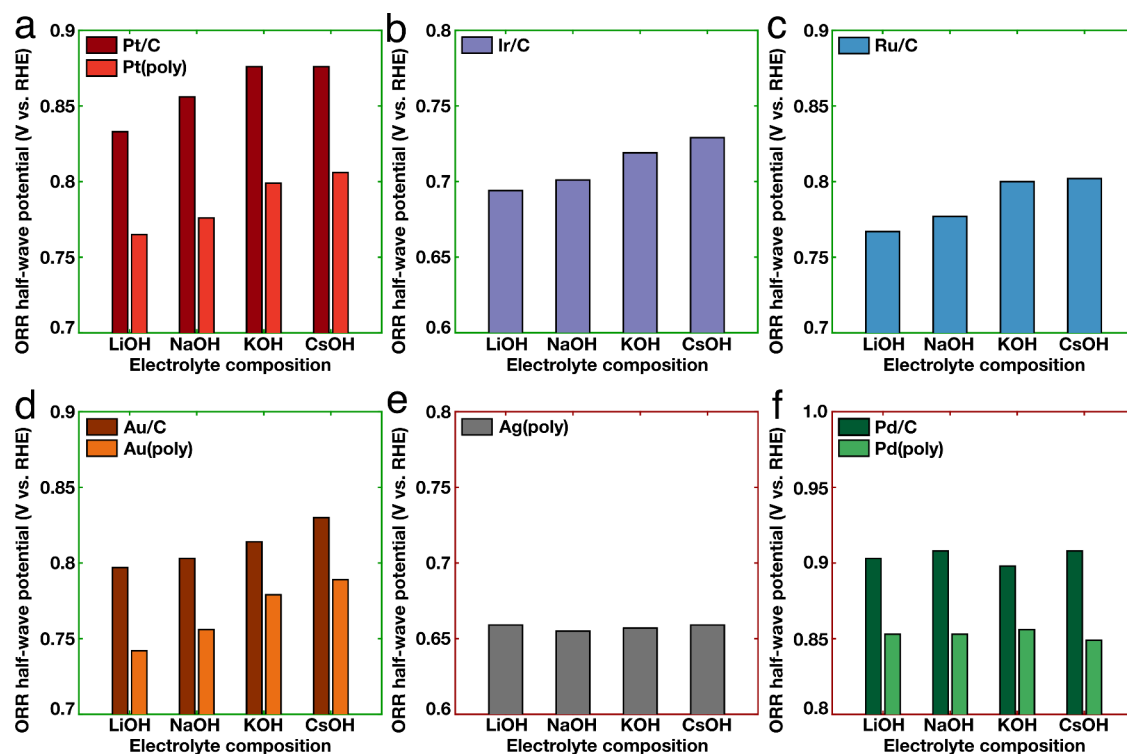 a
ORR half-wave potential (V vs. RHE)
0.9
0.85
0.8
0.75
0.7
Pt/C
Pt(poly)
LiOH NaOH KOH CsOH
Electrolyte composition
b
ORR half-wave potential (V vs. RHE)
0.8
0.75
0.7
0.65
0.6
Ir/C
LiOH NaOH KOH CsOH
Electrolyte composition
c
ORR half-wave potential (V vs. RHE)
0.9
0.85
0.8
0.75
0.7
Ru/C
LiOH NaOH KOH CsOH
Electrolyte composition
d
ORR half-wave potential (V vs. RHE)
0.9
0.85
0.8
0.75
0.7
Au/C
Au(poly)
LiOH NaOH KOH CsOH
Electrolyte composition
e
ORR half-wave potential (V vs. RHE)
0.8
0.75
0.7
0.65
0.6
Ag(poly)
LiOH NaOH KOH CsOH
Electrolyte composition
f
ORR half-wave potential (V vs. RHE)
1.0
0.95
0.9
0.85
0.8
Pd/C
Pd(poly)
LiOH NaOH KOH CsOH
Electrolyte composition